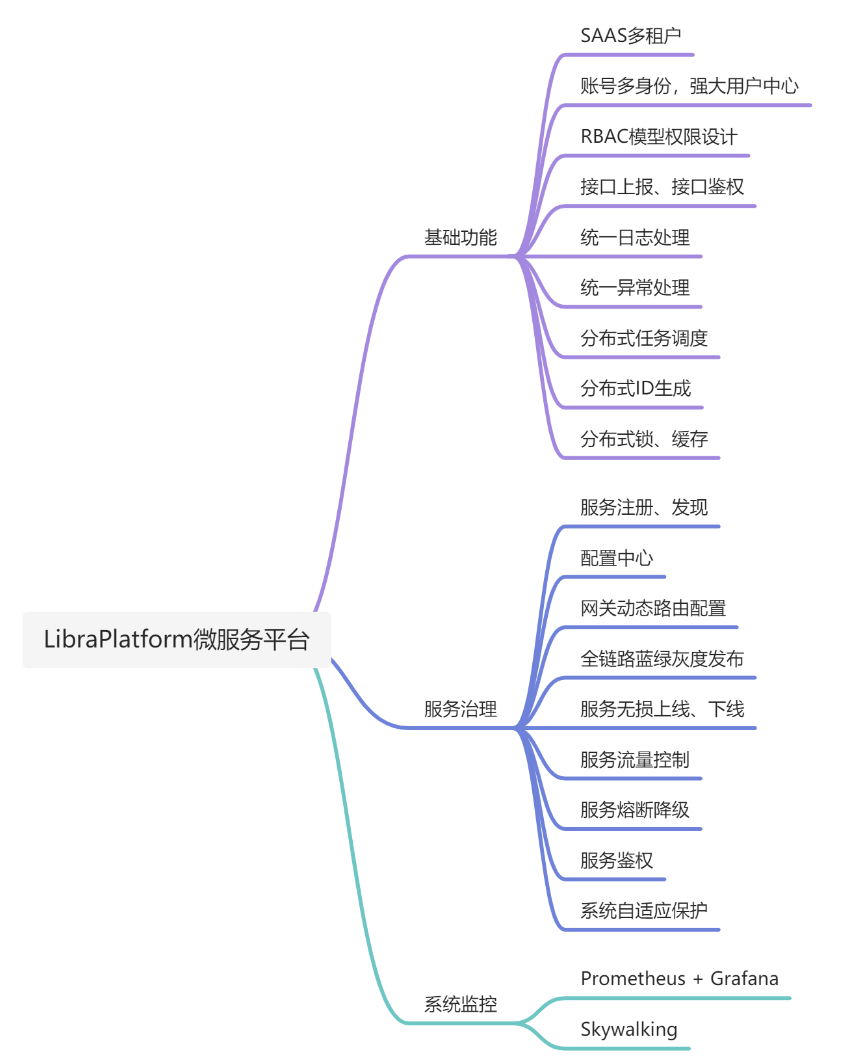 LibraPlatform微服务平台
基础功能
SAAS多租户
账号多身份，强大用户中心
RBAC模型权限设计
接口上报、接口鉴权
统一日志处理
统一异常处理
分布式任务调度
分布式ID生成
分布式锁、缓存
服务治理
服务注册、发现
配置中心
网关动态路由配置
全链路蓝绿灰度发布
服务无损上线、下线
服务流量控制
服务熔断降级
服务鉴权
系统自适应保护
系统监控
Prometheus + Grafana
Skywalking